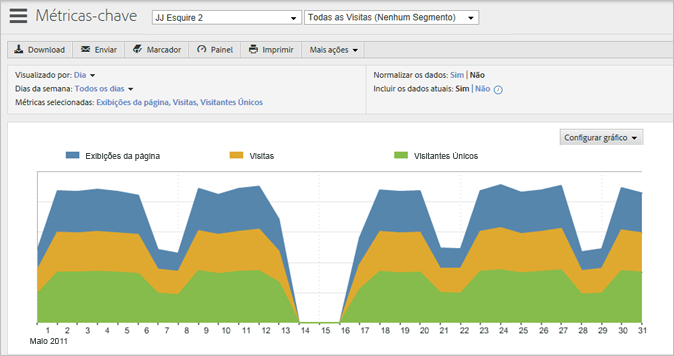 Métricas-chave
JJ Esquire 2
Todas as Visitas (Nenhum Segmento)
Download Enviar Marcador Painel Imprimir Mais ações
Visualizado por: Dia
Dias da semana: Todos os dias
Métricas selecionadas: Exibições da página, Visitas, Visitantes Únicos
Normalizar os dados: Sim | Não
Incluir os dados atuais: Sim | Não
Configurar gráfico
Exibições da página Visitas Visitantes Únicos
1 2 3 4 5 6 7 8 9 10 11 12 13 14 15 16 17 18 19 20 21 22 23 24 25 26 27 28 29 30 31
Maio 2011